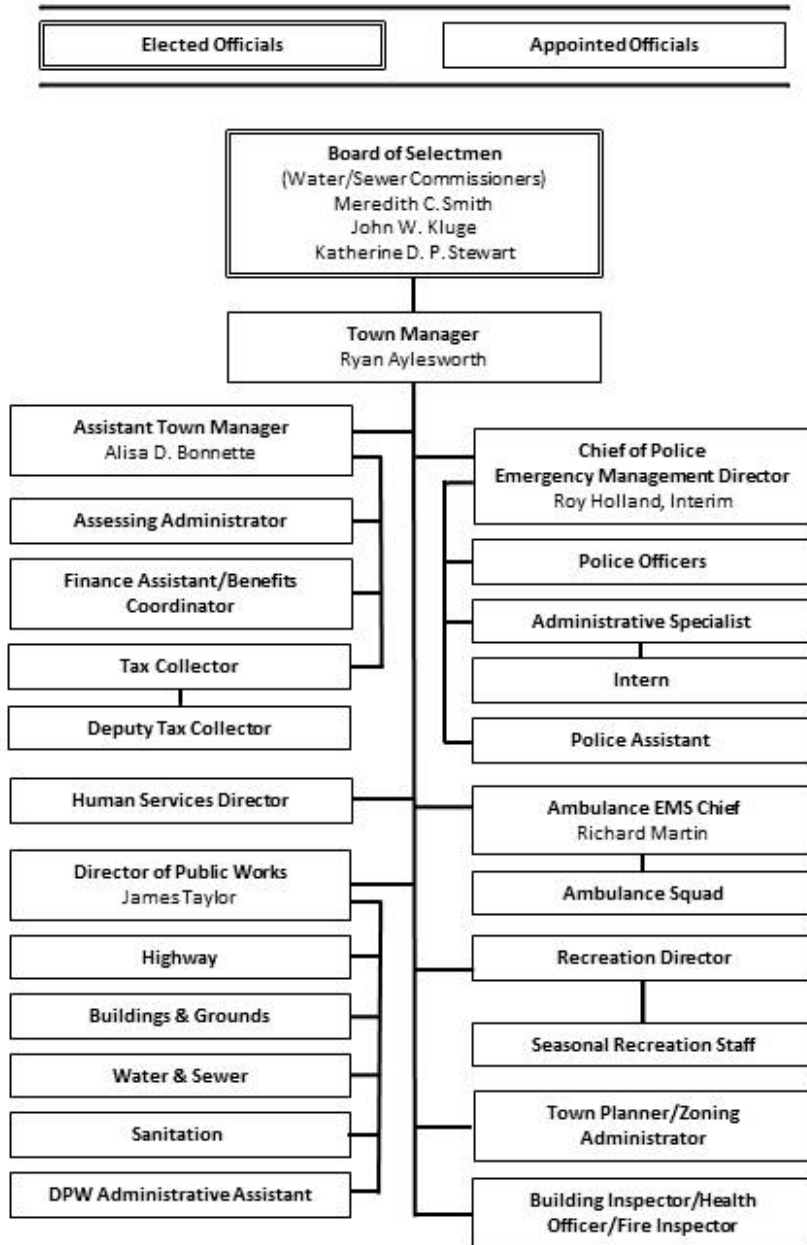 Elected Officials
Appointed Officials
Board of Selectmen
(Water/Sewer Commissioners)
Meredith C. Smith
John W. Kluge
Katherine D. P. Stewart
Town Manager
Ryan Aylesworth
Assistant Town Manager
Alisa D. Bonnette
Assessing Administrator
Finance Assistant/Benefits
Coordinator
Tax Collector
Deputy Tax Collector
Human Services Director
Director of Public Works
James Taylor
Highway
Buildings & Grounds
Water & Sewer
Sanitation
DPW Administrative Assistant
Chief of Police
Emergency Management Director
Roy Holland, Interim
Police Officers
Administrative Specialist
Intern
Police Assistant
Ambulance EMS Chief
Richard Martin
Ambulance Squad
Recreation Director
Seasonal Recreation Staff
Town Planner/Zoning
Administrator
Building Inspector/Health
Officer/Fire Inspector